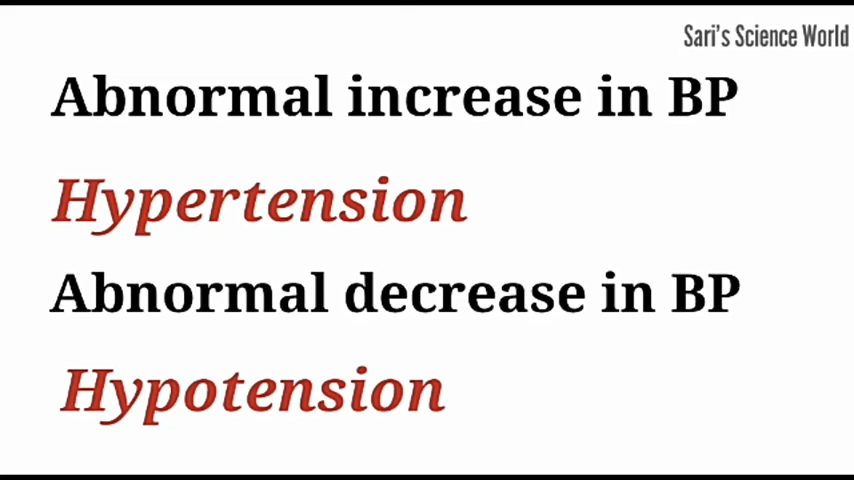 Sari's Science World
Abnormal increase in BP
Hypertension
Abnormal decrease in BP
Hypotension